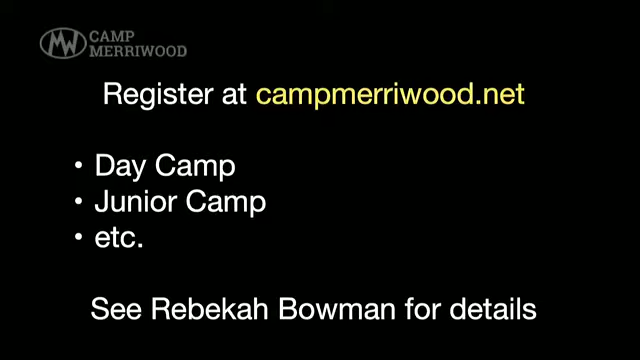 CAMP
MERRIWOOD
Register at campmerriwood.net
• Day Camp
• Junior Camp
• etc.
See Rebekah Bowman for details